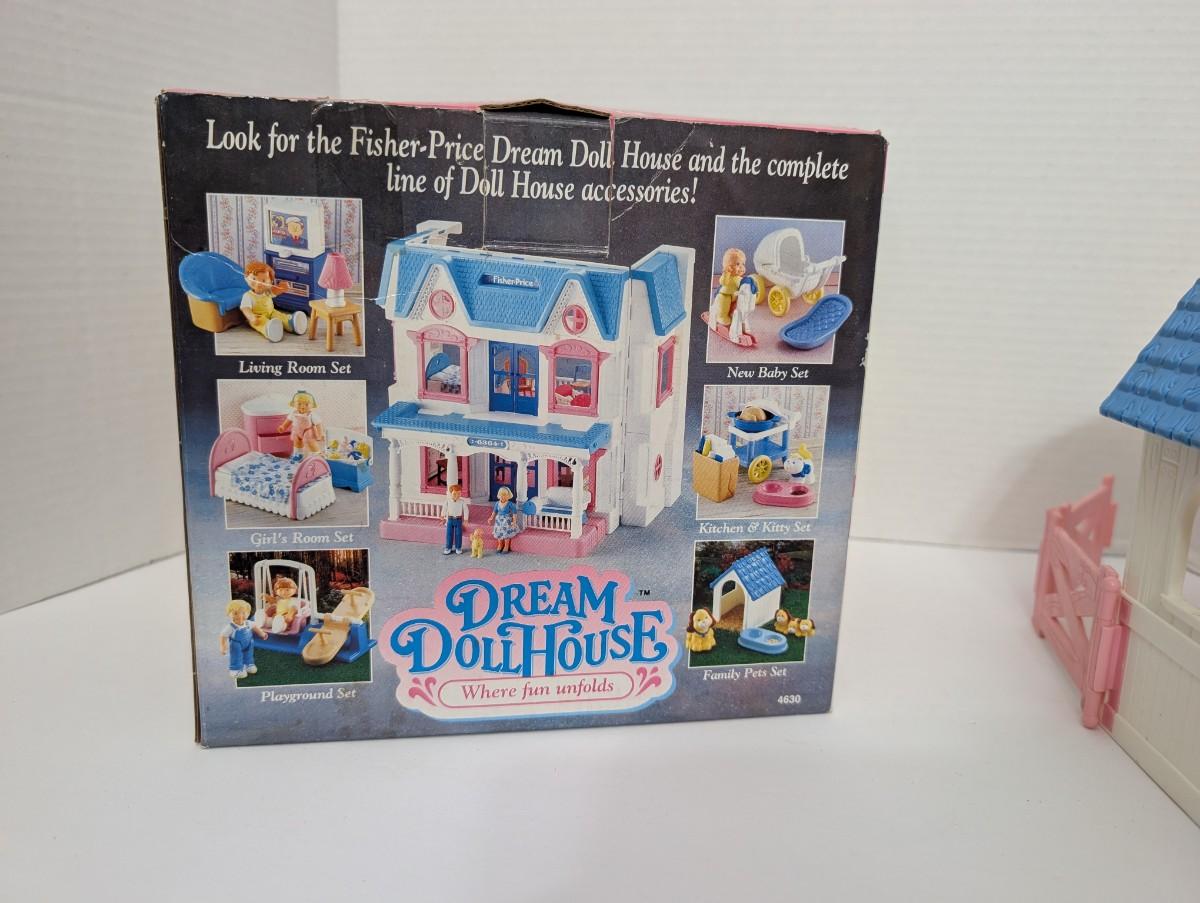 Look for the Fisher-Price Dream Doll House and the complete
line of Doll House accessories!
Fisher-Price
6364
Living Room Set
New Baby Set
Girl's Room Set
Kitchen & Kitty Set
Playground Set
Family Pets Set
DREAM ™
DOLLHOUSE
Where fun unfolds
4630